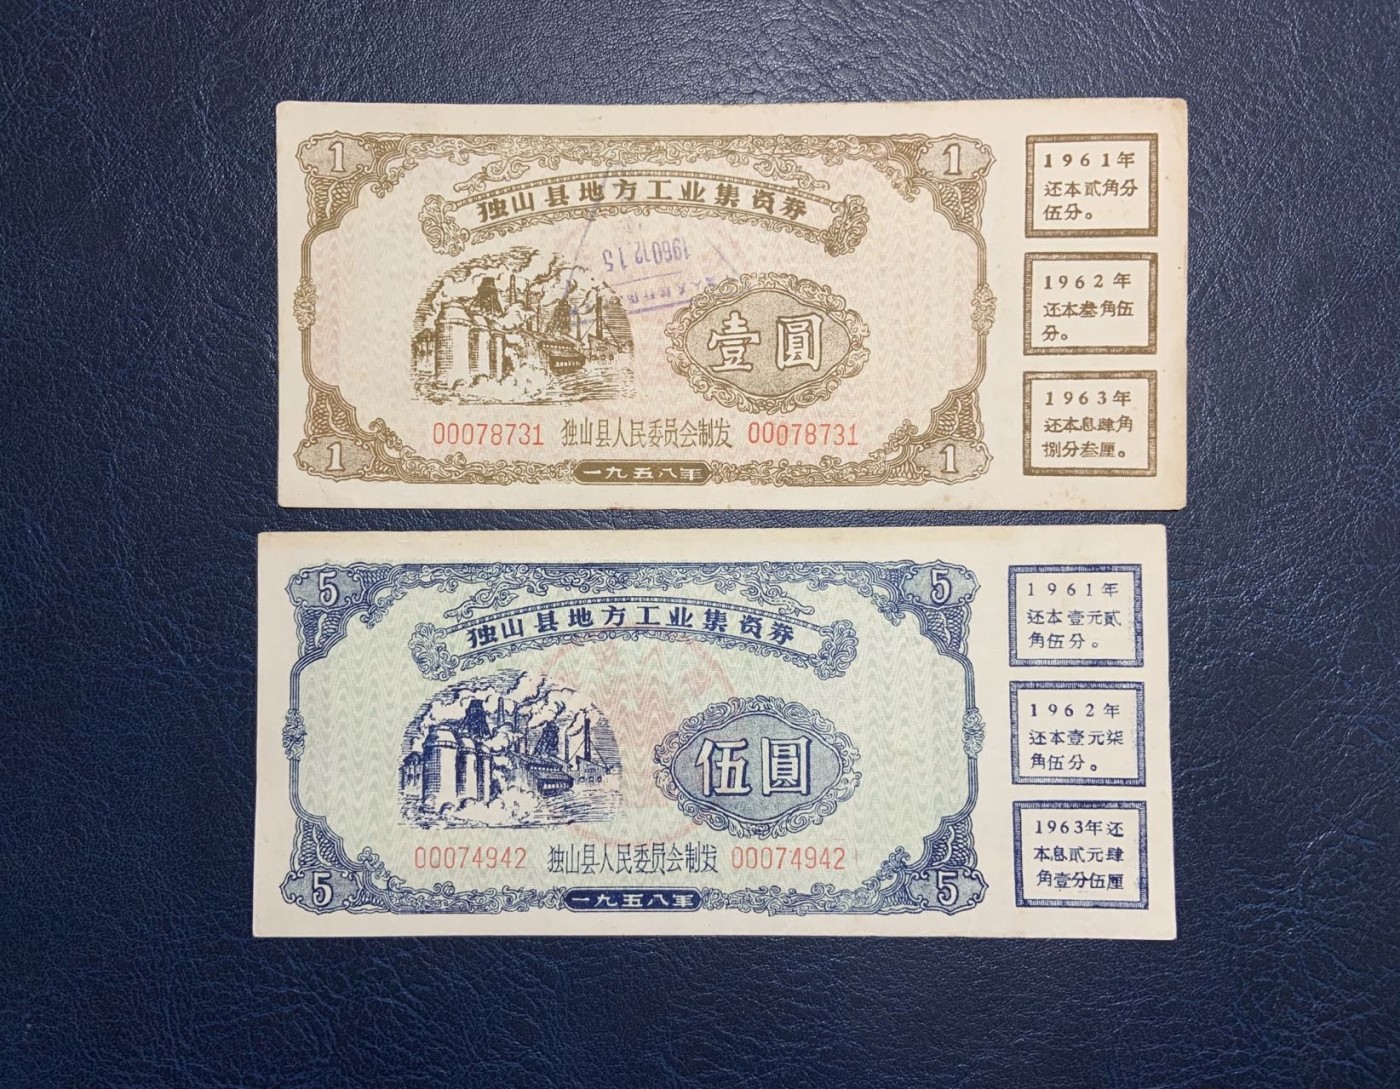 1
1
独山县地方工业集资券
1960.12.15
壹圆
00078731 独山县人民委员会制发 00078731
1
一九五八年
1
1961年
还本贰角分
伍分。
1962年
还本叁角伍
分。
1963年
还本息肆角
捌分叁厘。
5
5
独山县地方工业集资券
伍圆
00074942 独山县人民委员会制发 00074942
5
一九五八年
5
1961年
还本壹元贰
角伍分。
1962年
还本壹元柒
角伍分。
1963年还
本息贰元肆
角壹分伍厘